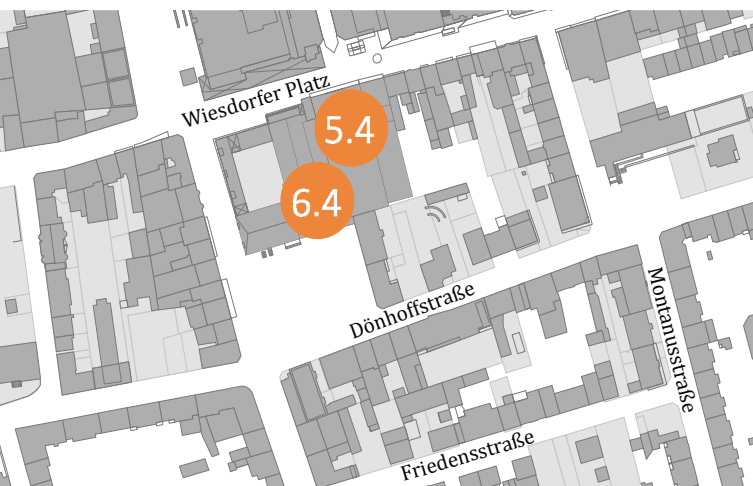 Wiesdorfer Platz
5.4
6.4
Dönhoffstraße
Montanusstraße
Friedensstraße